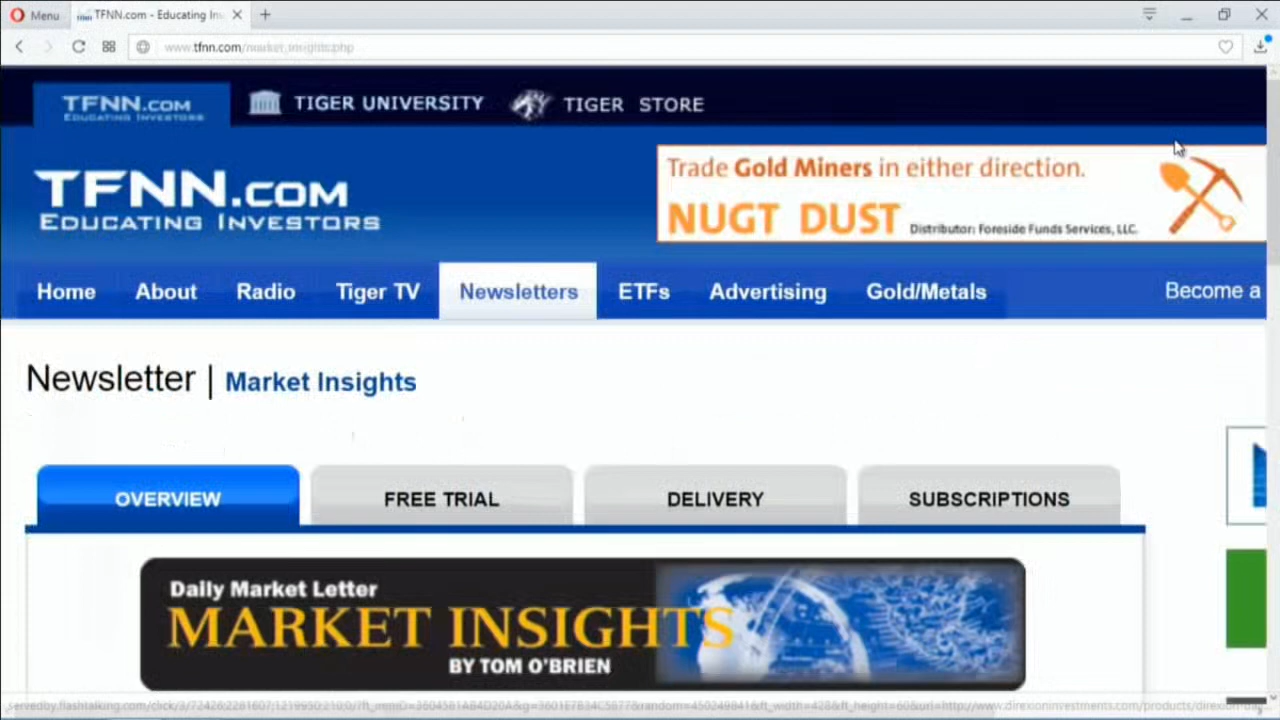 Menu
TFNN.com - Educating In
www.tfnn.com/market_insights.php
TFNN.COM
EDUCATING INVESTORS
TIGER UNIVERSITY
TIGER STORE
TFNN.COM
EDUCATING INVESTORS
Trade Gold Miners in either direction.
NUGT DUST Distributor: Foreside Funds Services, LLC.
Home About Radio Tiger TV Newsletters ETFs Advertising Gold/Metals Become a
Newsletter | Market Insights
OVERVIEW FREE TRIAL DELIVERY SUBSCRIPTIONS
Daily Market Letter
MARKET INSIGHTS
BY TOM O'BRIEN